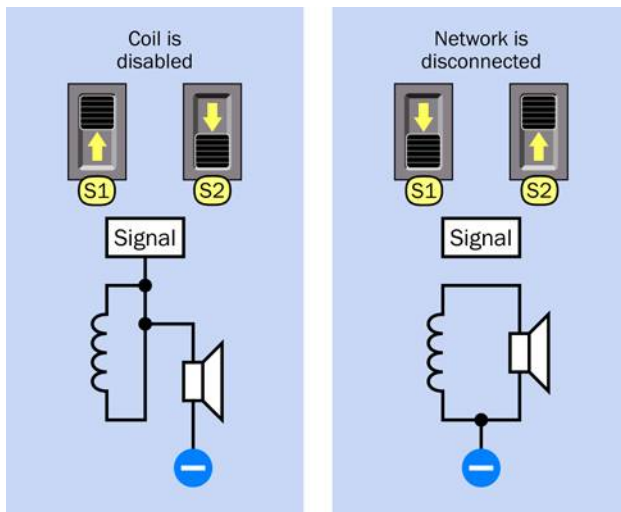 Coil is
disabled
S1
S2
Signal
Network is
disconnected
S1
S2
Signal